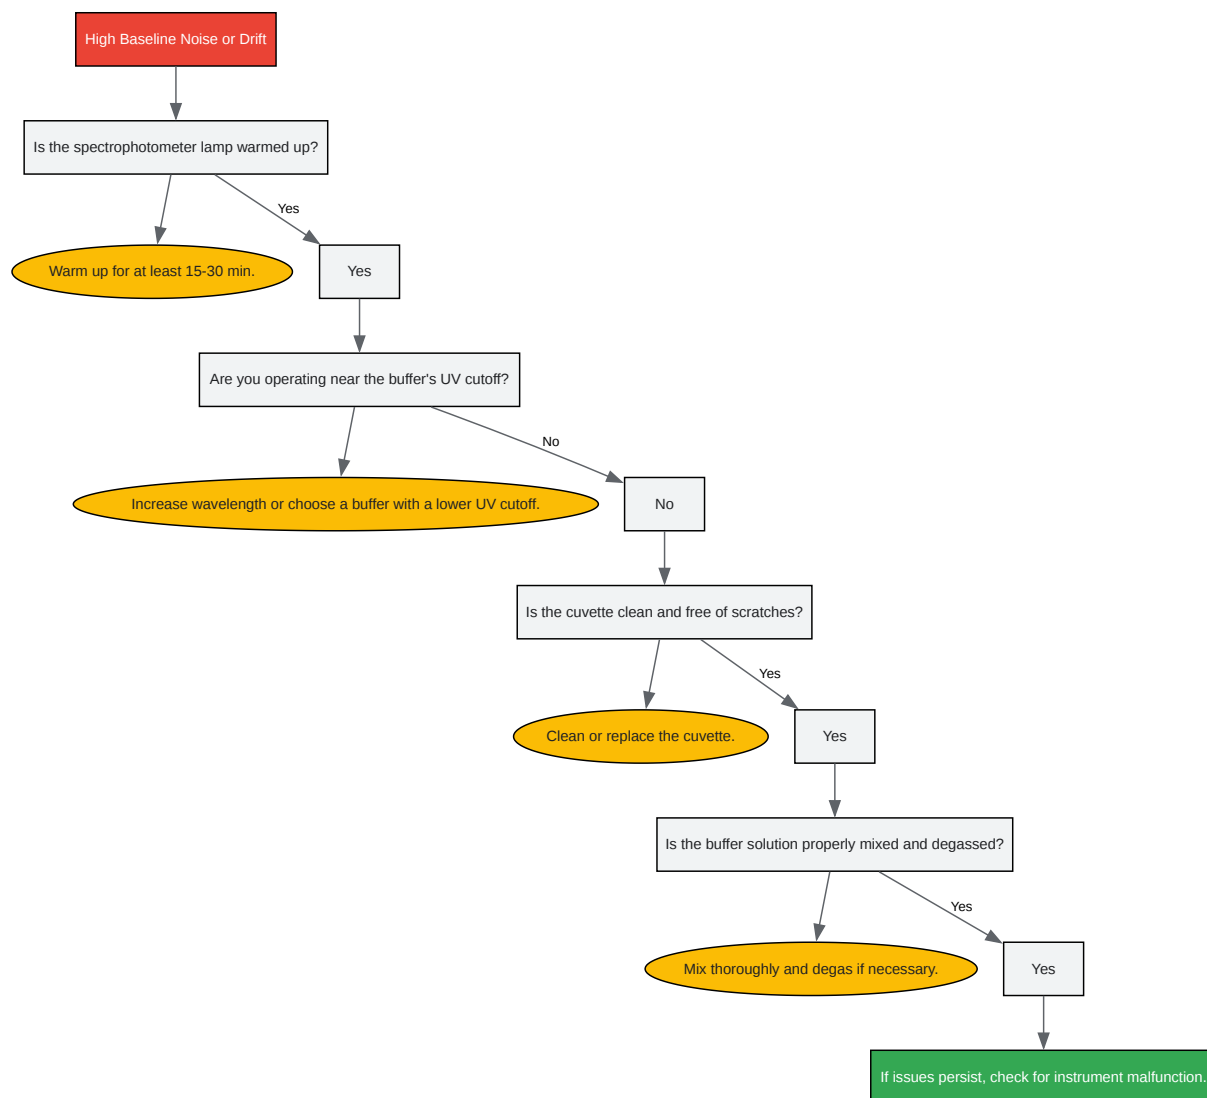 High Baseline Noise or Drift
Is the spectrophotometer lamp warmed up?
Yes
Warm up for at least 15-30 min.
Yes
Are you operating near the buffer's UV cutoff?
No
Increase wavelength or choose a buffer with a lower UV cutoff.
No
Is the cuvette clean and free of scratches?
Yes
Clean or replace the cuvette.
Yes
Is the buffer solution properly mixed and degassed?
Yes
Mix thoroughly and degas if necessary.
Yes
If issues persist, check for instrument malfunction.